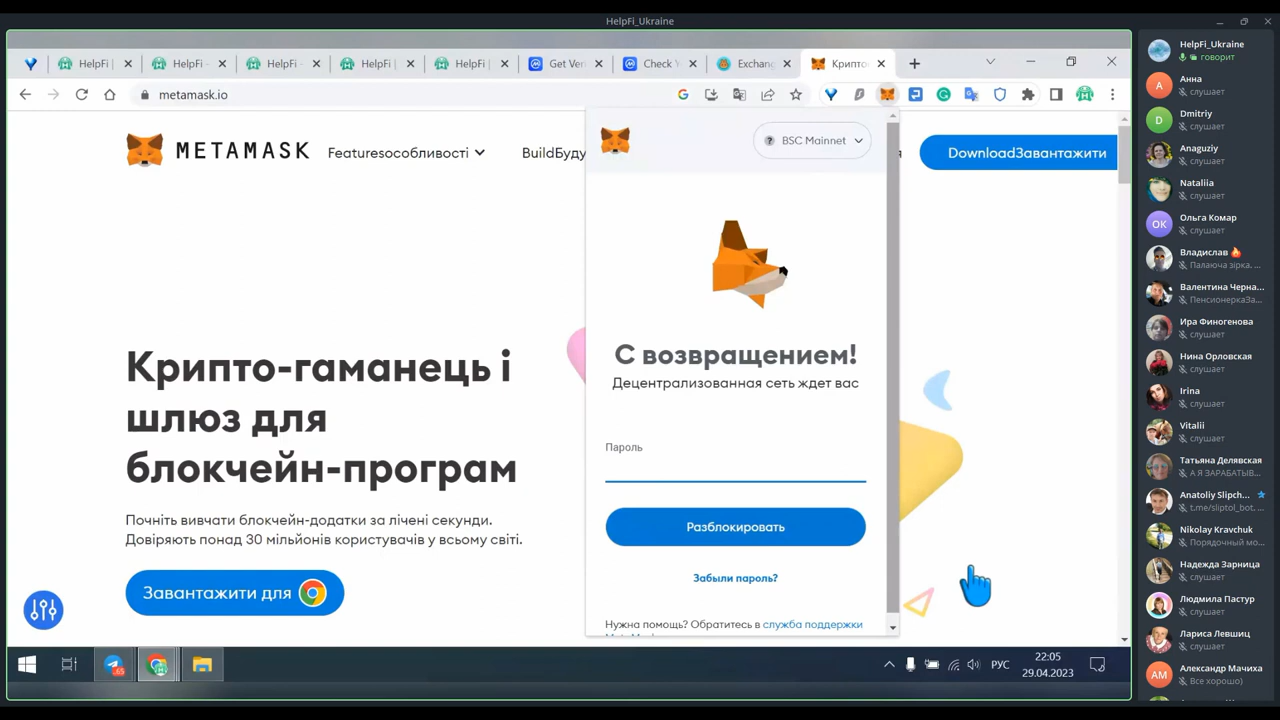 HelpFi_Ukraine
HelpFi |
HelpFi -
HelpFi -
HelpFi |
HelpFi |
Get Ver
Check
Exchan
Крипто
metamask.io
METAMASK
Featuresособливості
BuildБуду
я
DownloadЗавантажити
BSC Mainnet
Крипто-гаманець і
шлюз для
блокчейн-програм
Почніть вивчати блокчейн-додатки за лічені секунди.
Довіряють понад 30 мільйонів користувачів у всьому світі.
Завантажити для
С возвращением!
Децентрализованная сеть ждет вас
Пароль
Разблокировать
Забыли пароль?
Нужна помощь? Обратитесь в служба поддержки
65
РУС
22:05
29.04.2023
HelpFi_Ukraine
говорит
А
Анна
слушает
D
Dmitriy
слушает
Anaguziy
слушает
Nataliia
слушает
ОК
Ольга Комар
слушает
Владислав 🔥
Палаюча зірка. ...
Валентина Черна...
ПенсионеркаЗа...
Ира Финогенова
слушает
Нина Орловская
слушает
Irina
слушает
Vitalii
слушает
Татьяна Делявская
А Я ЗАРАБАТЫВ...
Anatoliy Slipch...
t.me/sliptol_bot. ...
Nikolay Kravchuk
Порядочный мо...
Надежда Зарница
слушает
Людмила Пастур
слушает
Лариса Левшиц
слушает
АМ
Александр Мачиха
Все хорошо)